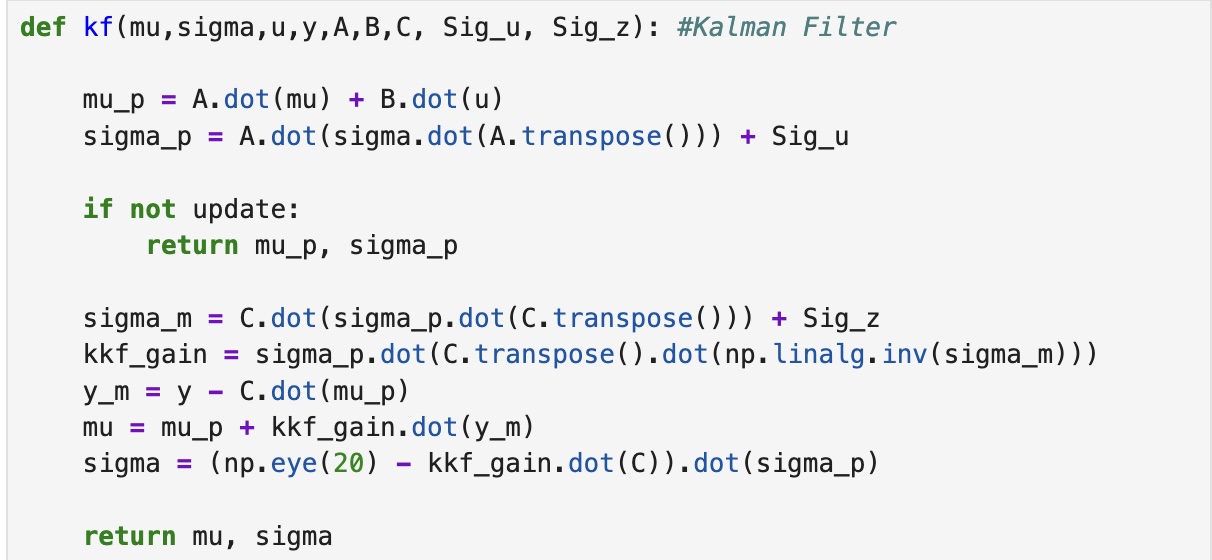 def kf(mu,sigma,u,y,A,B,C, Sig_u, Sig_z): #Kalman Filter
mu_p = A.dot(mu) + B.dot(u)
sigma_p = A.dot(sigma.dot(A.transpose())) + Sig_u
if not update:
return mu_p, sigma_p
sigma_m = C.dot(sigma_p.dot(C.transpose())) + Sig_z
kkf_gain = sigma_p.dot(C.transpose().dot(np.linalg.inv(sigma_m)))
y_m = y - C.dot(mu_p)
mu = mu_p + kkf_gain.dot(y_m)
sigma = (np.eye(20) - kkf_gain.dot(C)).dot(sigma_p)
return mu, sigma